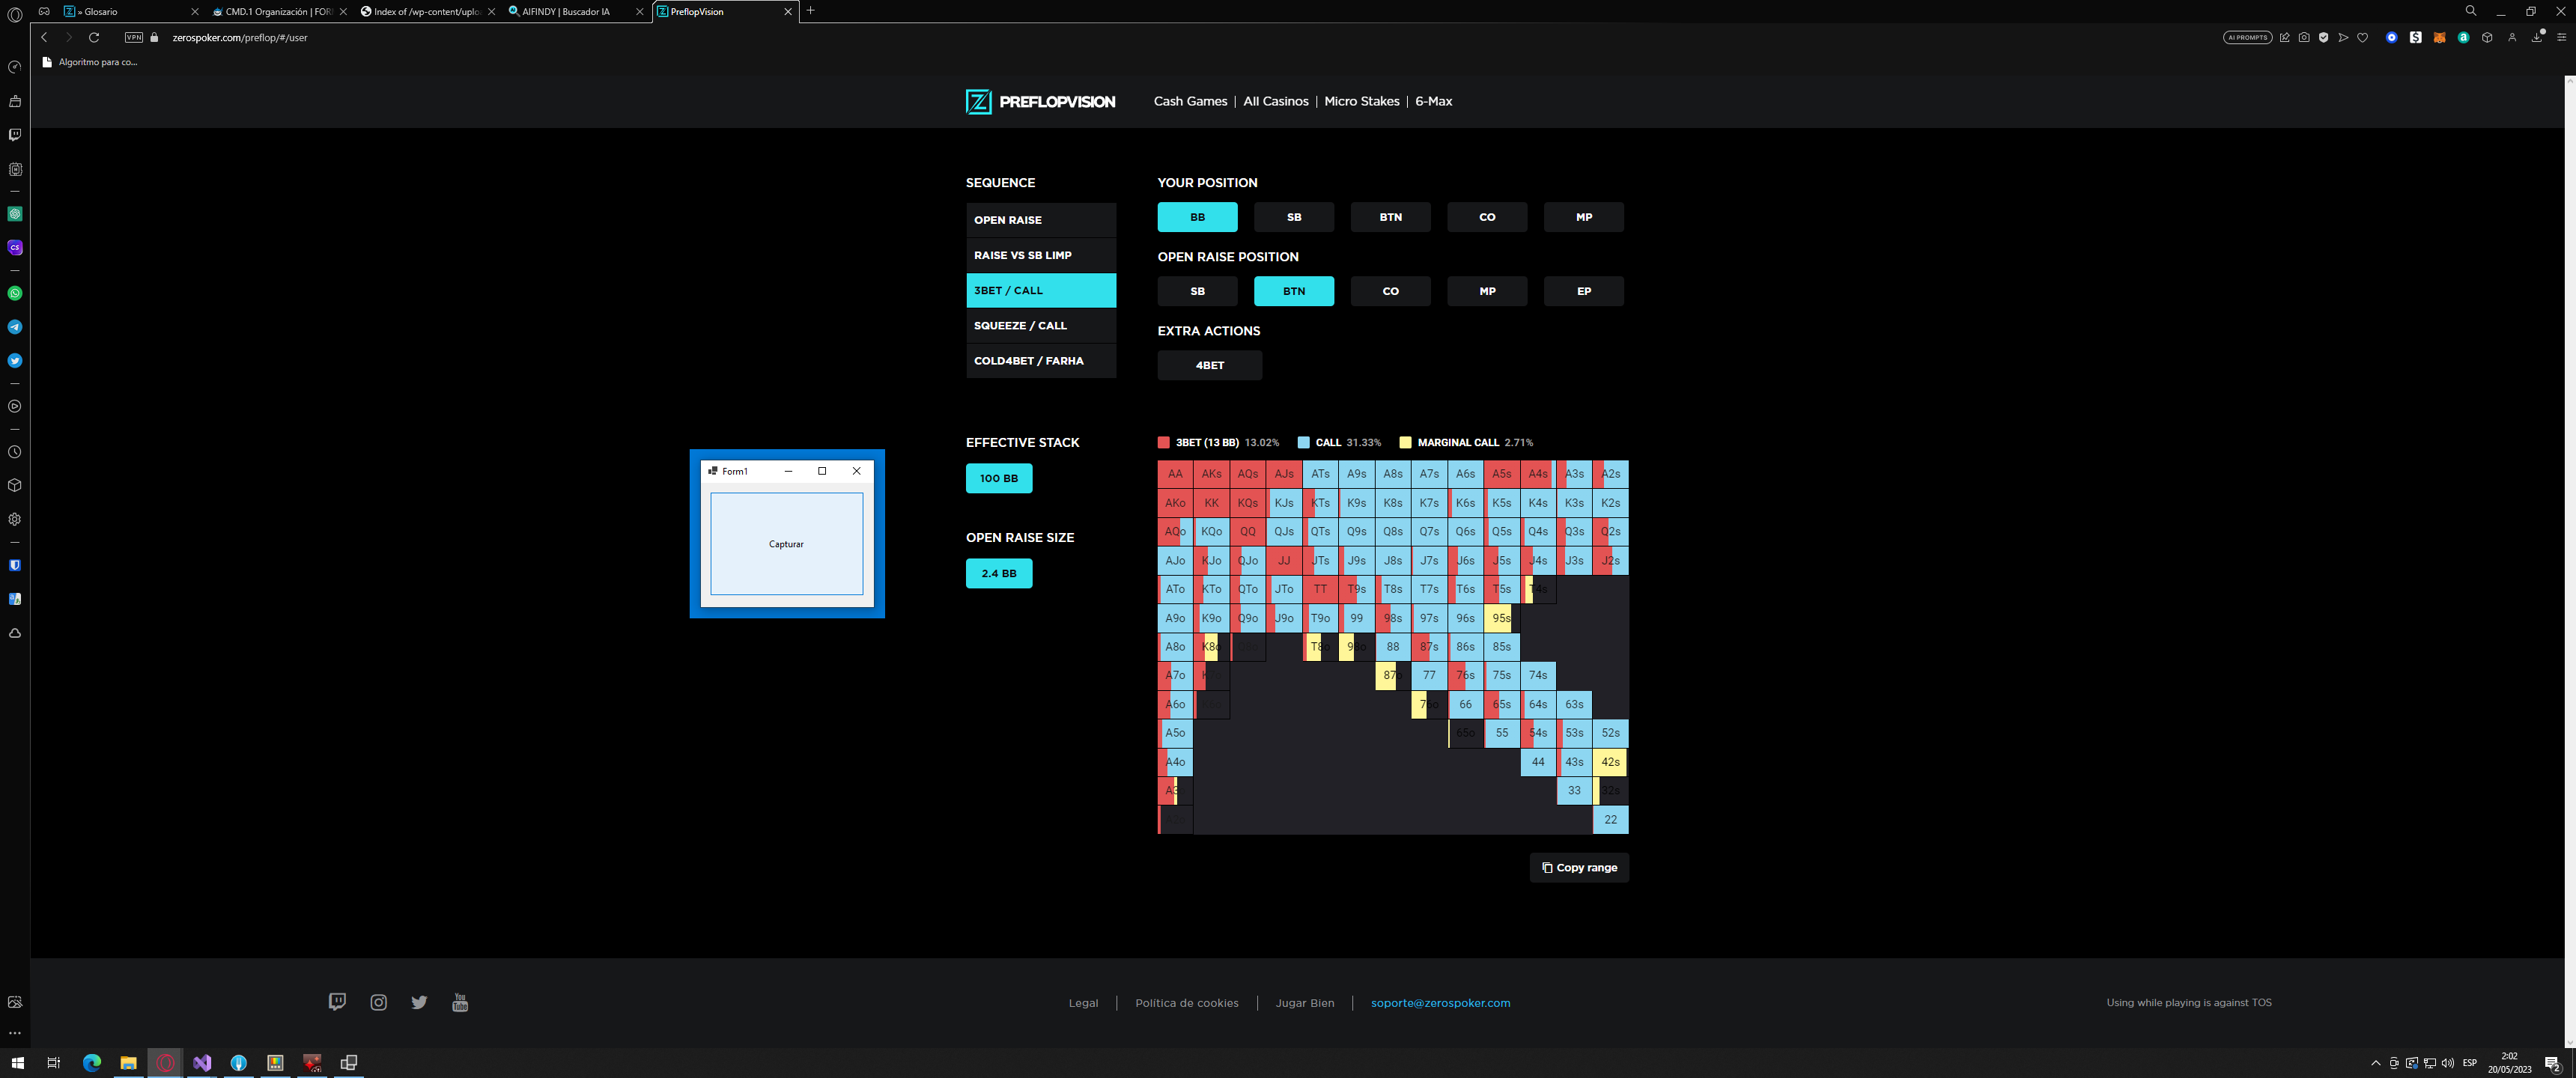 » Glosario
CMD.1 Organización | FOR
Index of /wp-content/uplo
AIFINDY | Buscador IA
PreflopVision
VPN
zerospoker.com/preflop/#/user
AI PROMPTS
Algoritmo para co...
PREFLOPVISION
Cash Games | All Casinos | Micro Stakes | 6-Max
SEQUENCE
OPEN RAISE
RAISE VS SB LIMP
3BET / CALL
SQUEEZE / CALL
COLD4BET / FARHA
YOUR POSITION
BB SB BTN CO MP
OPEN RAISE POSITION
SB BTN CO MP EP
EXTRA ACTIONS
4BET
Form1
Capturar
EFFECTIVE STACK
100 BB
OPEN RAISE SIZE
2.4 BB
3BET (13 BB) 13.02% CALL 31.33% MARGINAL CALL 2.71%
AA AKs AQs AJs ATs A9s A8s A7s A6s A5s A4s A3s A2s
AKo KK KQs KJs KTs K9s K8s K7s K6s K5s K4s K3s K2s
AQo KQo QQ QJs QTs Q9s Q8s Q7s Q6s Q5s Q4s Q3s Q2s
AJo KJo QJo JJ JTs J9s J8s J7s J6s J5s J4s J3s J2s
ATo KTo QTo JTo TT T9s T8s T7s T6s T5s T4s
A9o K9o Q9o J9o T9o 99 98s 97s 96s 95s
A8o K8o T8o 98o 88 87s 86s 85s
A7o 87o 77 76s 75s 74s
A6o 76o 66 65s 64s 63s
A5o 65o 55 54s 53s 52s
A4o 44 43s 42s
33 32s
22
Copy range
Legal | Política de cookies | Jugar Bien | soporte@zerospoker.com
Using while playing is against TOS
You
Tube
ESP
2:02
20/05/2023
2